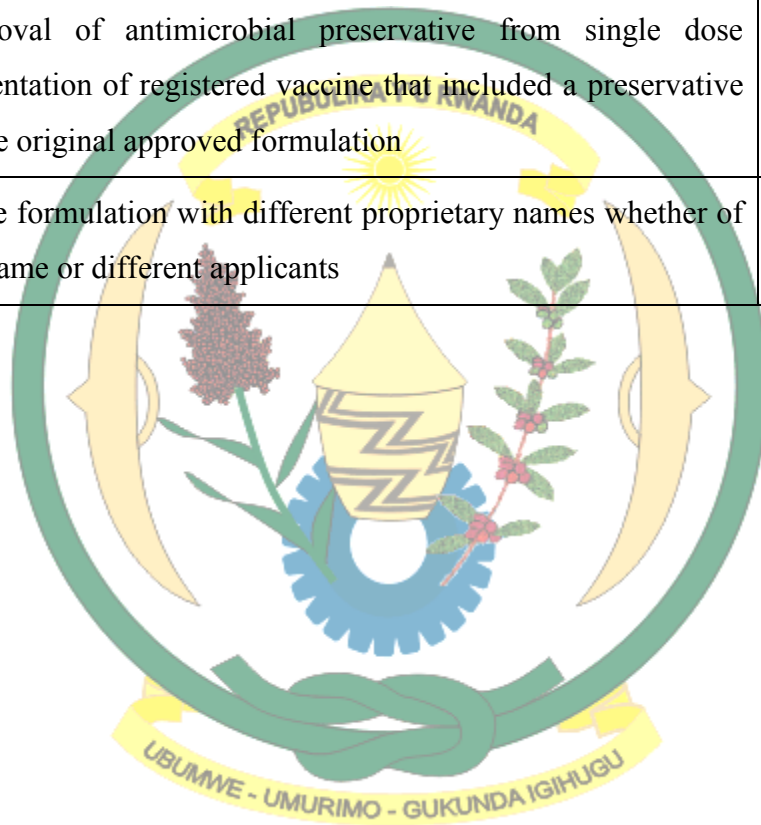 oval of antimicrobial preservative from single dose
entation of registered vaccine that included a preservative
REPUBULIKA Y'U RWANDA
e original approved formulation
e formulation with different proprietary names whether of
ame or different applicants
UBUMWE - UMURIMO - GUKUNDA IGIHUGU